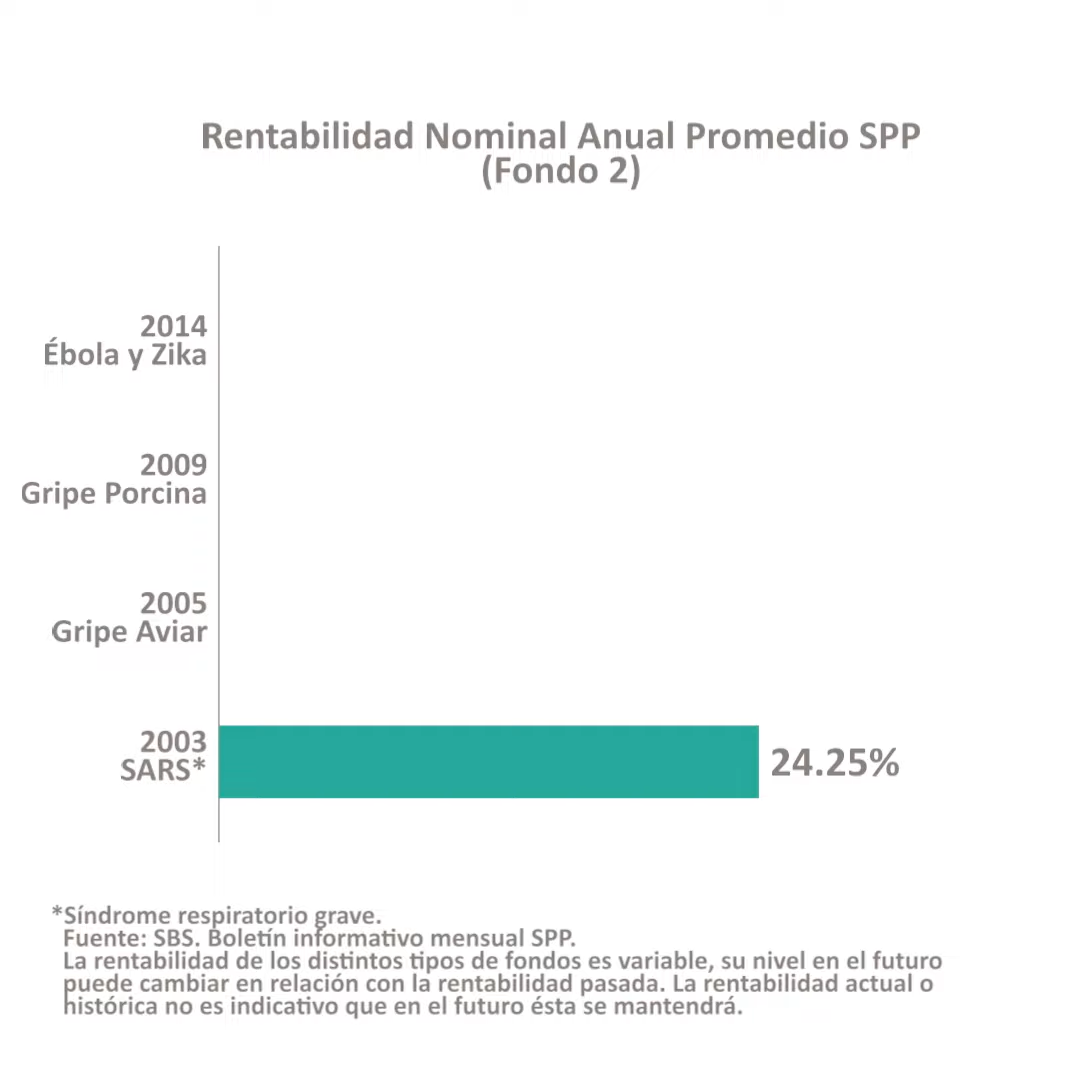 Rentabilidad Nominal Anual Promedio SPP
(Fondo 2)
2014
Ébola y Zika
2009
Gripe Porcina
2005
Gripe Aviar
2003
SARS*
24.25%
*Síndrome respiratorio grave.
Fuente: SBS. Boletín informativo mensual SPP.
La rentabilidad de los distintos tipos de fondos es variable, su nivel en el futuro
puede cambiar en relación con la rentabilidad pasada. La rentabilidad actual o
histórica no es indicativo que en el futuro ésta se mantendrá.